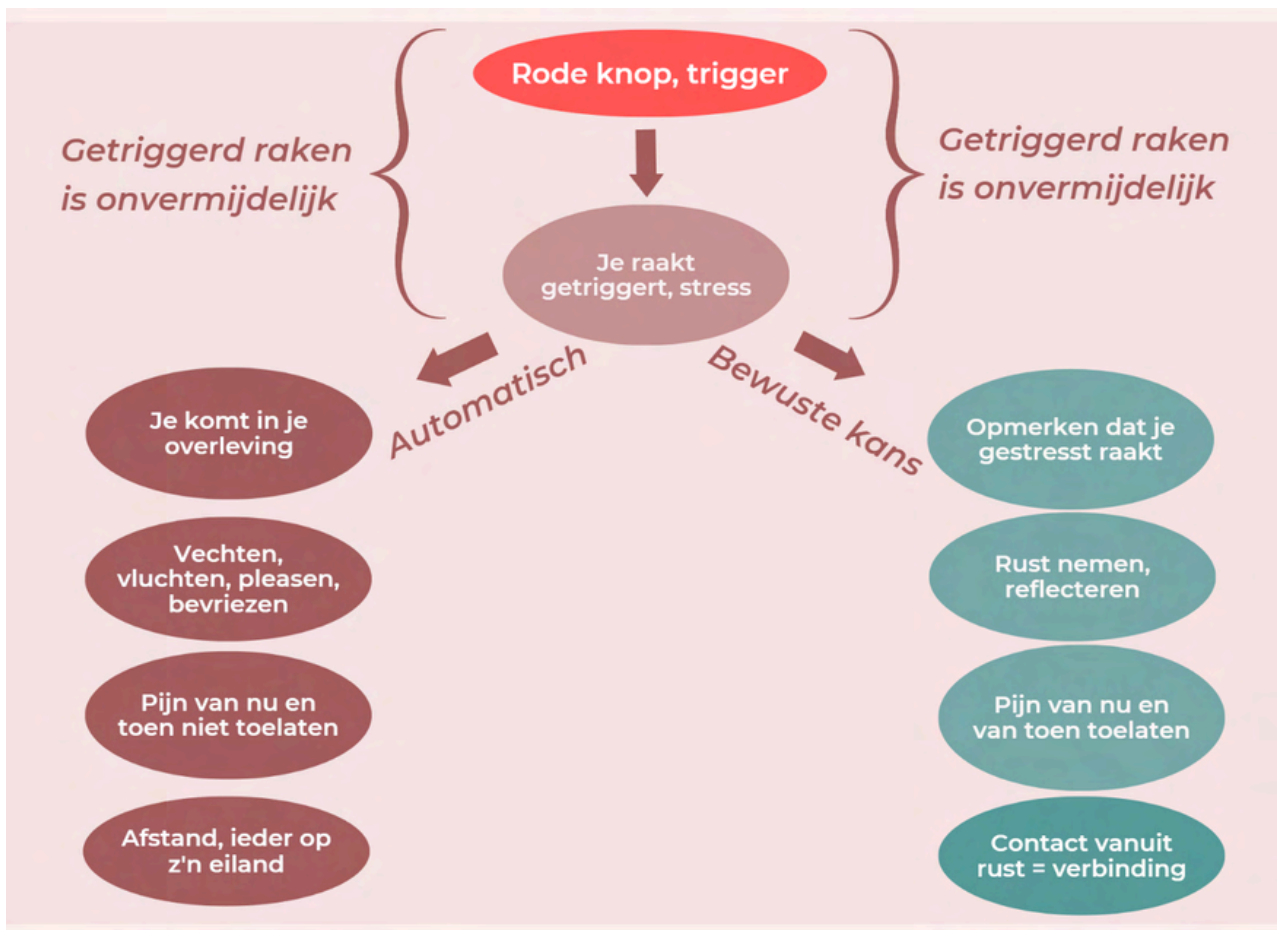 Rode knop, trigger
Getriggerd raken
is onvermijdelijk
Getriggerd raken
is onvermijdelijk
Je raakt
getriggert, stress
Automatisch
Bewuste kans
Je komt in je
overleving
Vechten,
vluchten, pleasen,
bevriezen
Pijn van nu en
toen niet toelaten
Afstand, ieder op
z'n eiland
Opmerken dat je
gestresst raakt
Rust nemen,
reflecteren
Pijn van nu en
van toen toelaten
Contact vanuit
rust = verbinding